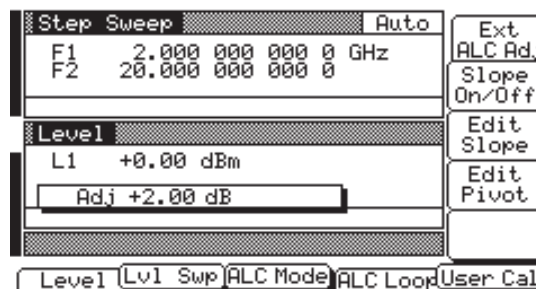 Step Sweep Auto
F1 2.000 000 000 0 GHz
F2 20.000 000 000 0
Level
L1 +0.00 dBm
Adj +2.00 dB
Ext
ALC Adj
Slope
On/Off
Edit
Slope
Edit
Pivot
Level Lvl Swp ALC Mode ALC Loop User Cal